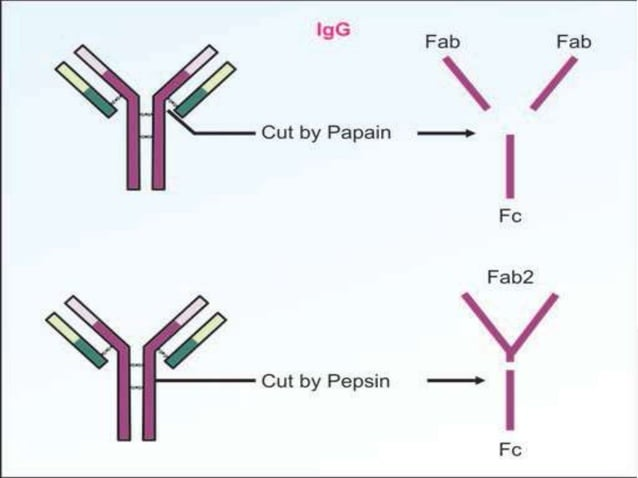 IgG
Fab Fab
Cut by Papain
Fc
Fab2
Cut by Pepsin
Fc